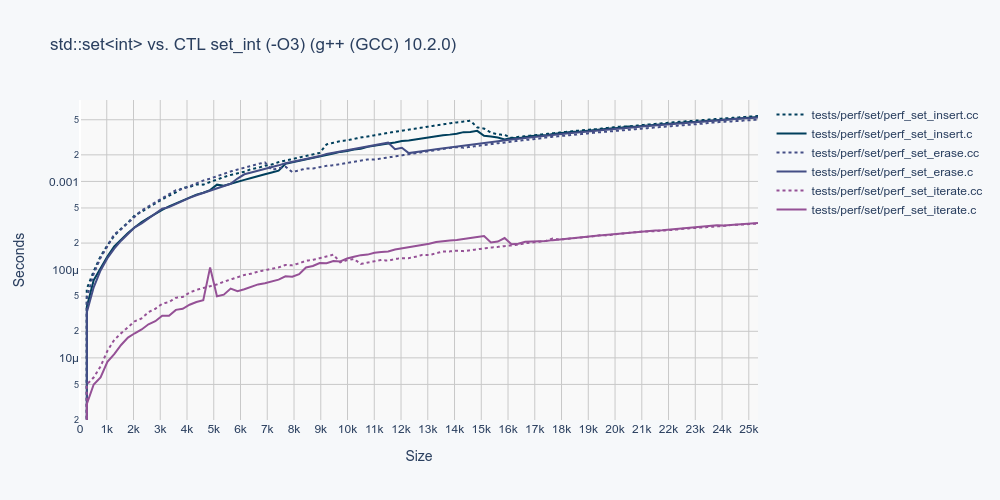 std::set<int> vs. CTL set_int (-O3) (g++ (GCC) 10.2.0)
tests/perf/set/perf_set_insert.cc
tests/perf/set/perf_set_insert.c
tests/perf/set/perf_set_erase.cc
tests/perf/set/perf_set_erase.c
tests/perf/set/perf_set_iterate.cc
tests/perf/set/perf_set_iterate.c
Seconds
5
2
0.001
5
2
100μ
5
2
10μ
5
2
0 1k 2k 3k 4k 5k 6k 7k 8k 9k 10k 11k 12k 13k 14k 15k 16k 17k 18k 19k 20k 21k 22k 23k 24k 25k
Size